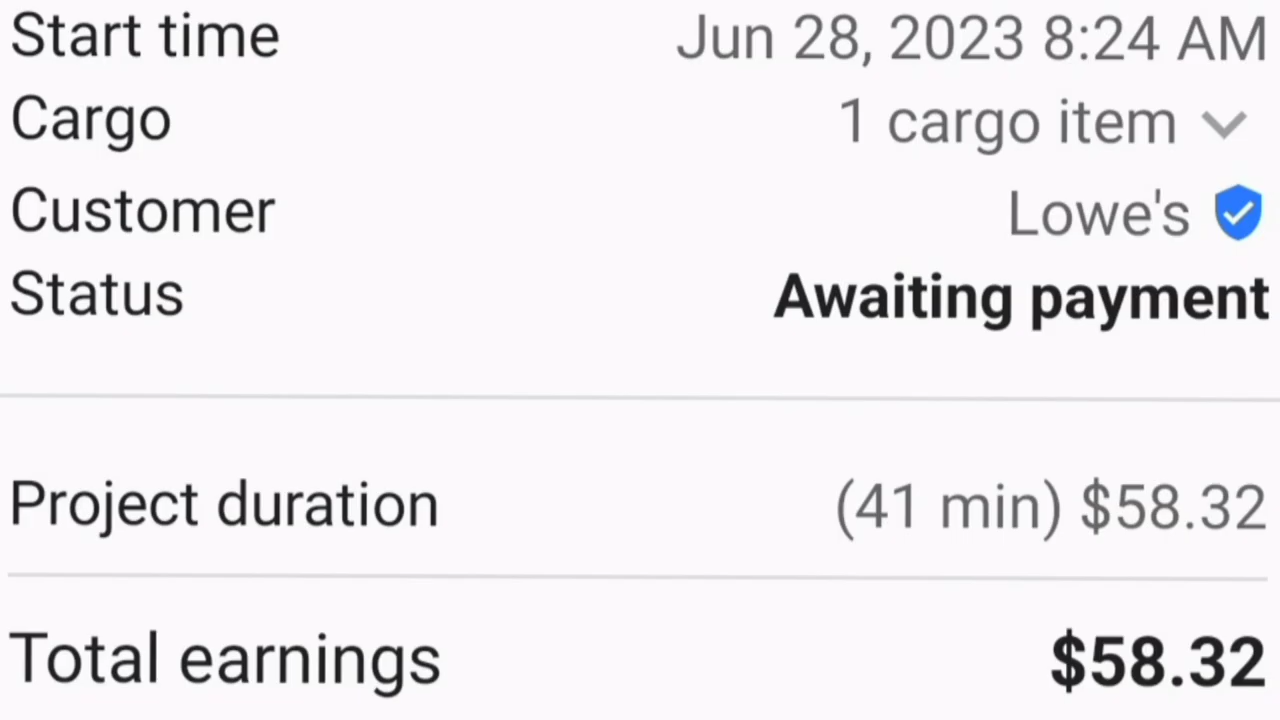 Start time Jun 28, 2023 8:24 AM
Cargo 1 cargo item
Customer Lowe's
Status Awaiting payment
Project duration (41 min) $58.32
Total earnings $58.32